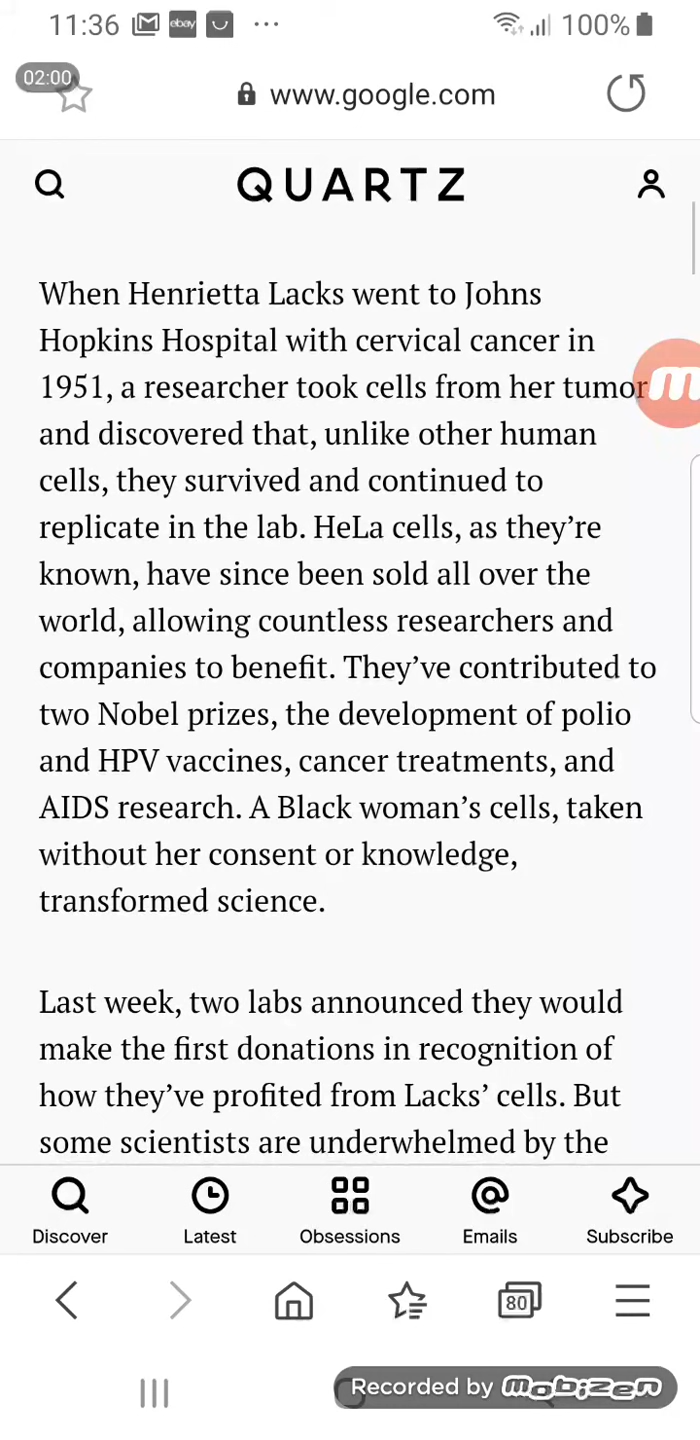 11:36 ebay ... 100%
02:00
www.google.com
QUARTZ
When Henrietta Lacks went to Johns
Hopkins Hospital with cervical cancer in
1951, a researcher took cells from her tumor
and discovered that, unlike other human
cells, they survived and continued to
replicate in the lab. HeLa cells, as they’re
known, have since been sold all over the
world, allowing countless researchers and
companies to benefit. They’ve contributed to
two Nobel prizes, the development of polio
and HPV vaccines, cancer treatments, and
AIDS research. A Black woman’s cells, taken
without her consent or knowledge,
transformed science.
Last week, two labs announced they would
make the first donations in recognition of
how they’ve profited from Lacks’ cells. But
some scientists are underwhelmed by the
Discover Latest Obsessions Emails Subscribe
80
Recorded by mobizen